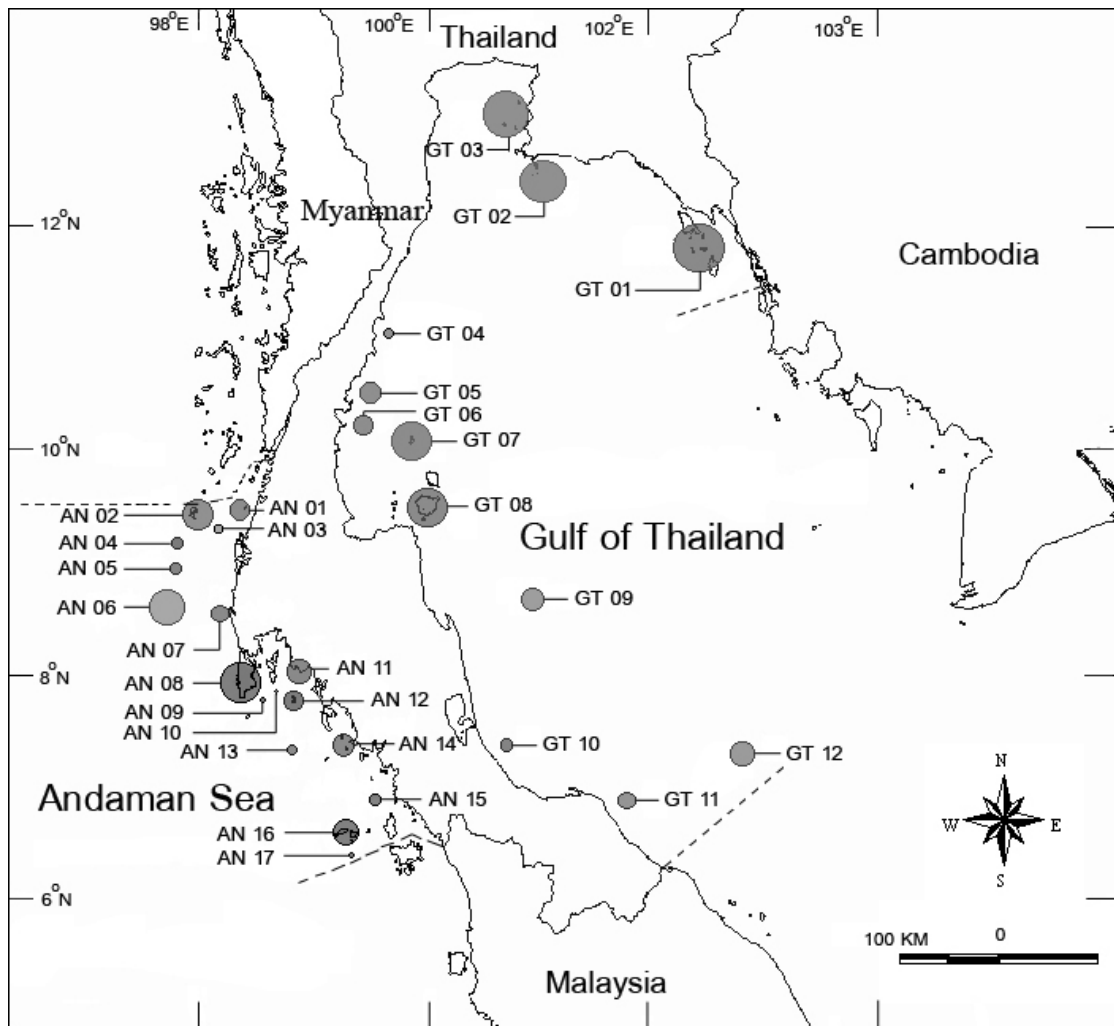 98°E
100°E
102°E
103°E
Thailand
GT 03
Myanmar
GT 02
12°N
Cambodia
GT 01
GT 04
GT 05
GT 06
GT 07
10°N
AN 01
GT 08
AN 02
AN 03
Gulf of Thailand
AN 04
AN 05
GT 09
AN 06
AN 07
8°N
AN 11
AN 08
AN 12
AN 09
AN 10
AN 14
GT 10
GT 12
AN 13
Andaman Sea
AN 15
GT 11
N
W
E
S
AN 16
AN 17
6°N
100 KM
0
Malaysia